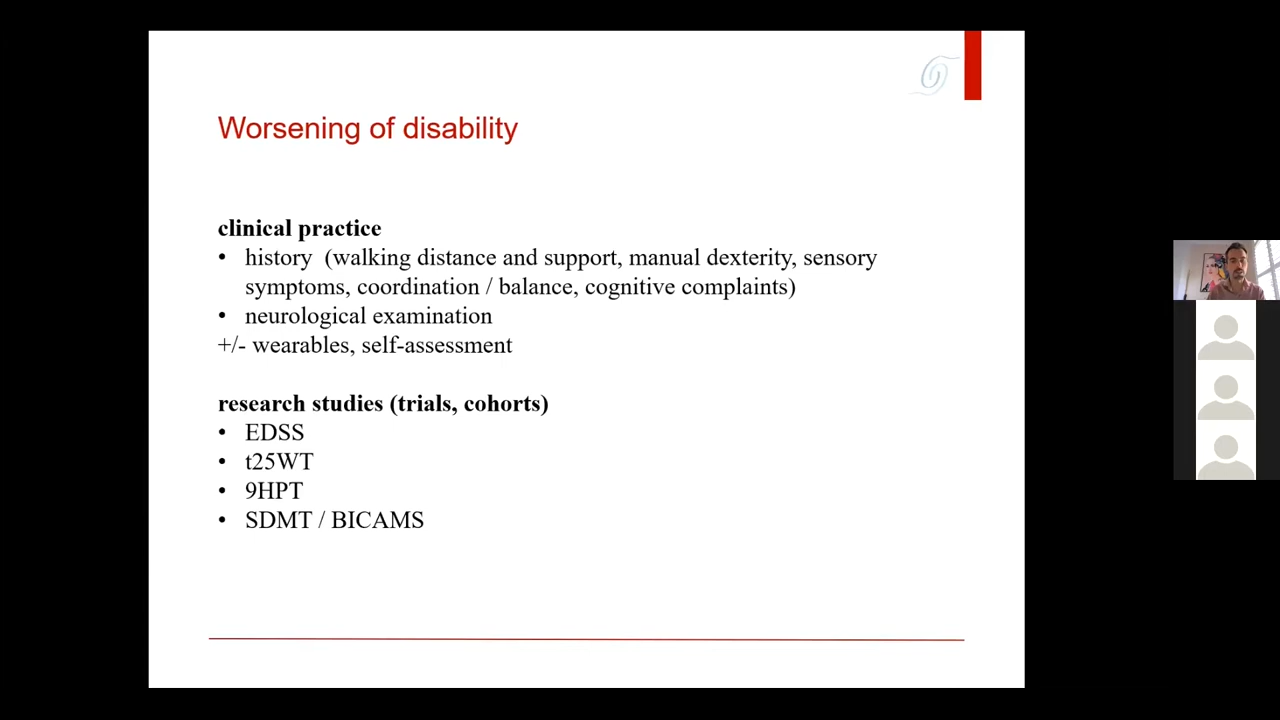 Worsening of disability
clinical practice
• history (walking distance and support, manual dexterity, sensory
symptoms, coordination / balance, cognitive complaints)
• neurological examination
+/- wearables, self-assessment
research studies (trials, cohorts)
• EDSS
• t25WT
• 9HPT
• SDMT / BICAMS